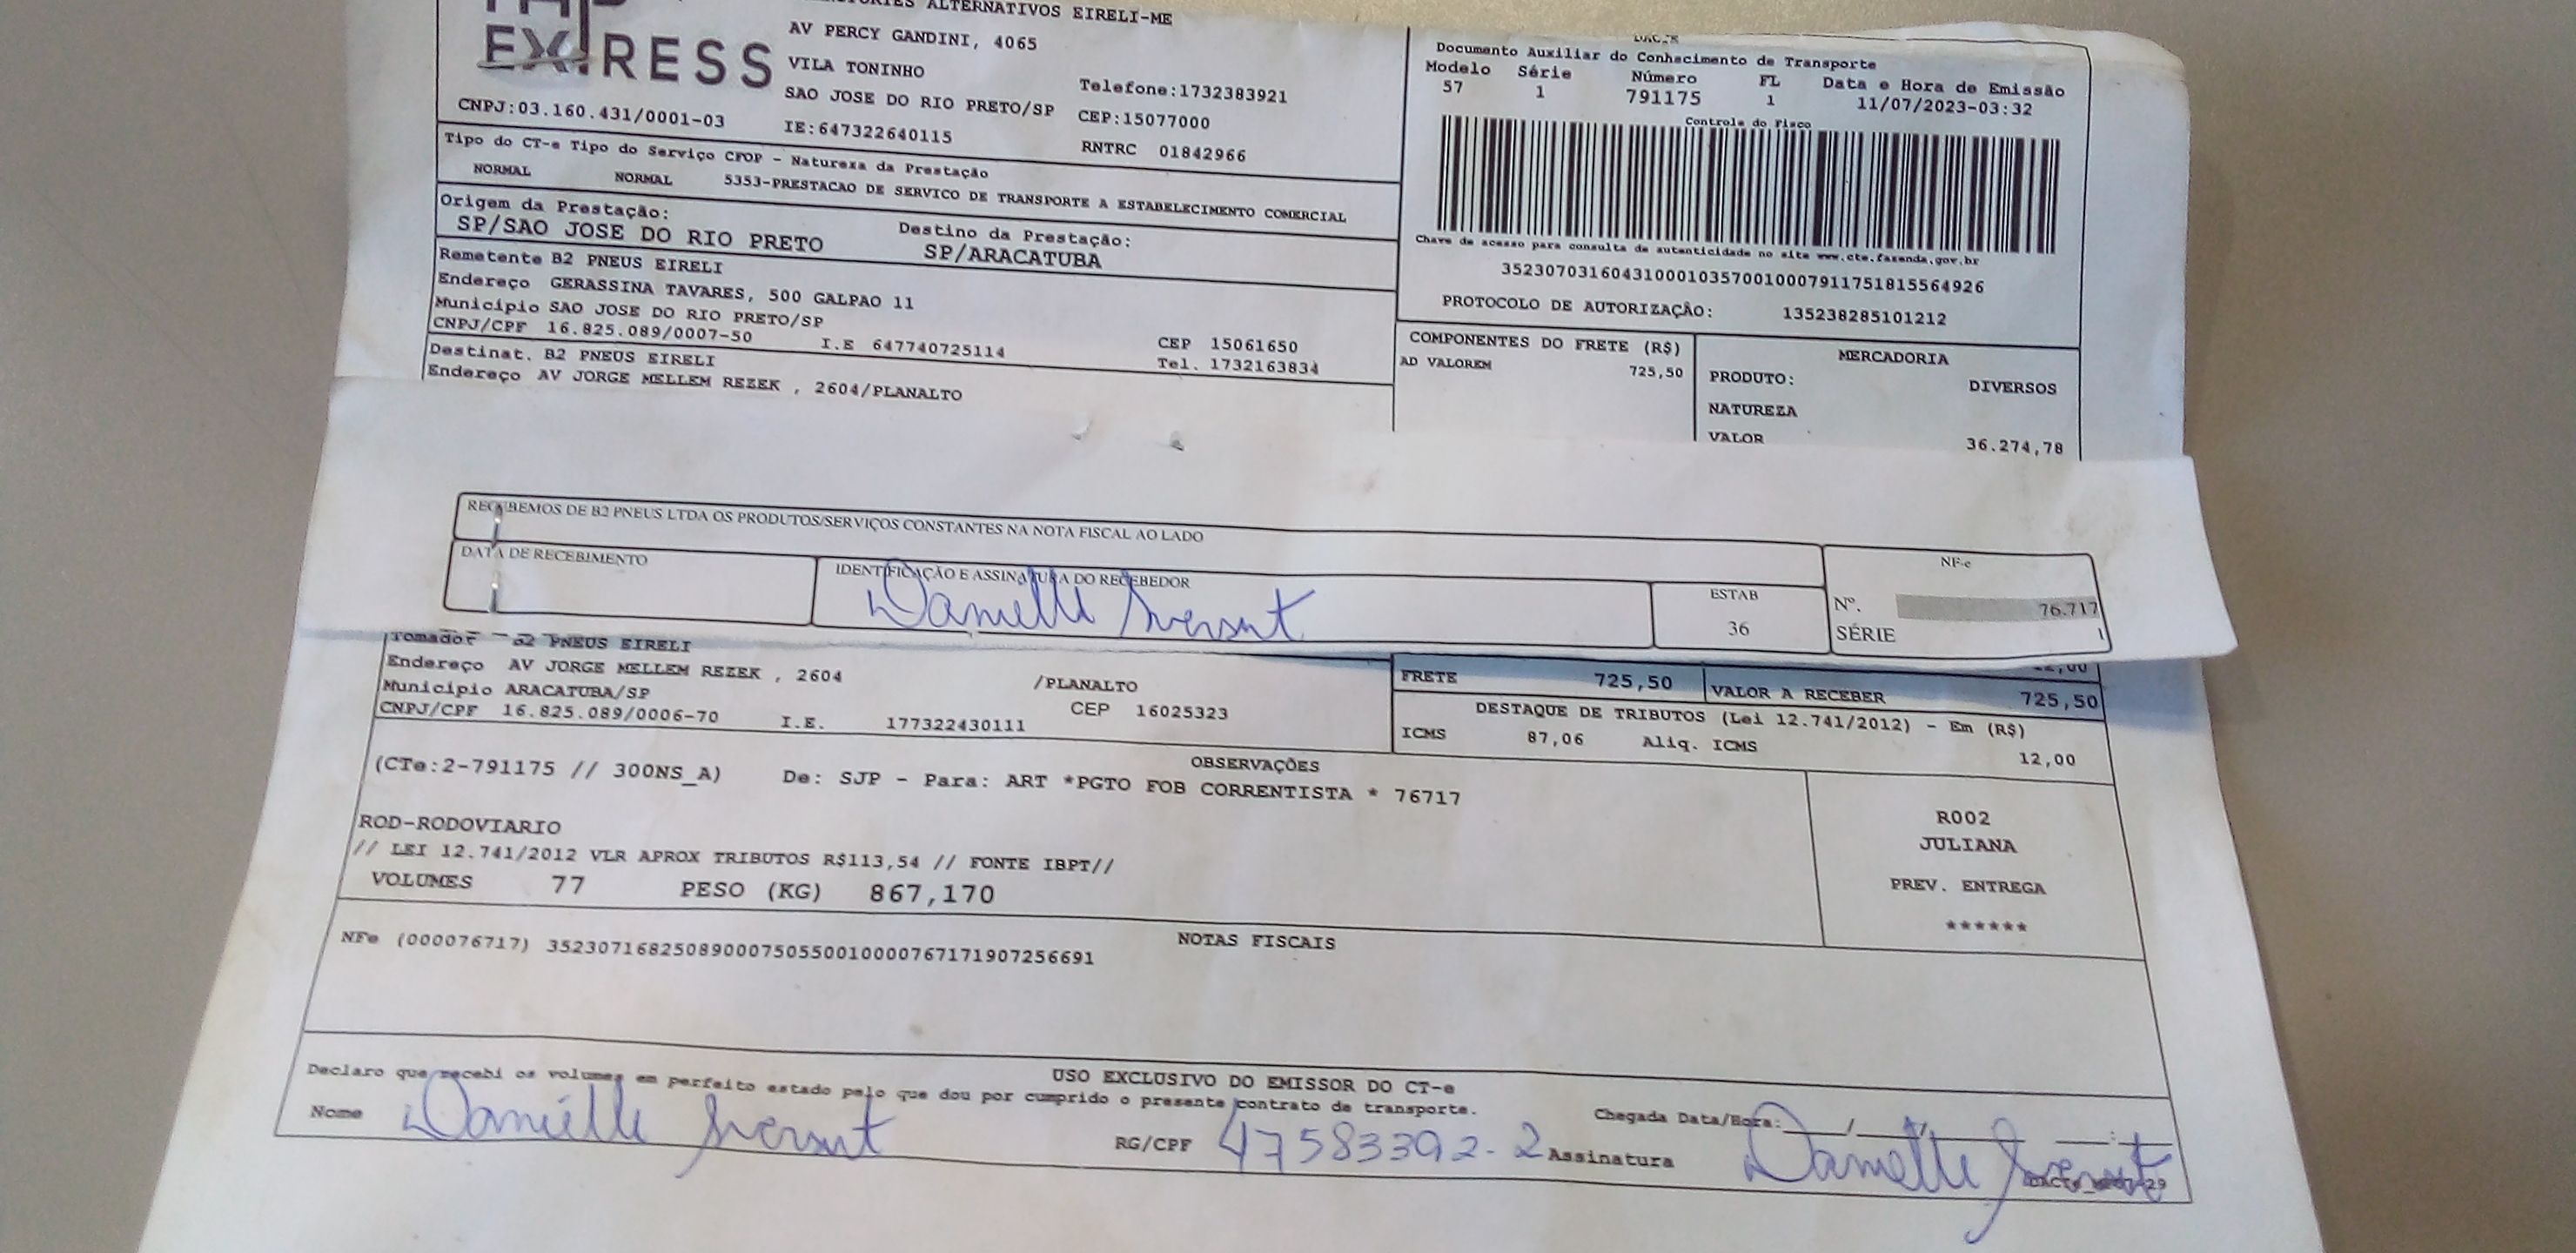 EXPRESS
ALTERNATIVOS EIRELI-ME
AV PERCY GANDINI, 4065
VILA TONINHO
SAO JOSE DO RIO PRETO/SP
Telefone:1732383921
CEP:15077000
CNPJ:03.160.431/0001-03
IE:647322640115
RNTRC 01842966
Documento Auxiliar do Conhecimento de Transporte
Modelo Série Número FL Data e Hora de Emissão
57 1 791175 1 11/07/2023-03:32
Controle do Fisco
Chave de acesso para consulta de autenticidade no site www.cte.fazenda.gov.br
35230703160431000103570010007911751815564926
PROTOCOLO DE AUTORIZAÇÃO: 135238285101212
Tipo do CT-e Tipo do Serviço CFOP - Natureza da Prestação
NORMAL NORMAL 5353-PRESTACAO DE SERVICO DE TRANSPORTE A ESTABELECIMENTO COMERCIAL
Origem da Prestação: Destino da Prestação:
SP/SAO JOSE DO RIO PRETO SP/ARACATUBA
Remetente B2 PNEUS EIRELI
Endereço GERASSINA TAVARES, 500 GALPAO 11
Município SAO JOSE DO RIO PRETO/SP CEP 15061650
CNPJ/CPF 16.825.089/0007-50 I.E 647740725114 Tel. 1732163834
Destinat. B2 PNEUS EIRELI
Endereço AV JORGE MELLEM REZEK , 2604/PLANALTO
COMPONENTES DO FRETE (R$)
AD VALOREM 725,50
MERCADORIA
PRODUTO: DIVERSOS
NATUREZA
VALOR 36.274,78
RECEBEMOS DE B2 PNEUS LTDA OS PRODUTOS/SERVIÇOS CONSTANTES NA NOTA FISCAL AO LADO
DATA DE RECEBIMENTO
IDENTIFICAÇÃO E ASSINATURA DO RECEBEDOR
Danielli
ESTAB
36
NF-e
Nº. 76.717
SÉRIE 1
Tomador B2 PNEUS EIRELI
Endereço AV JORGE MELLEM REZEK , 2604 /PLANALTO
Município ARACATUBA/SP CEP 16025323
CNPJ/CPF 16.825.089/0006-70 I.E. 177322430111
FRETE 725,50 VALOR A RECEBER 725,50
DESTAQUE DE TRIBUTOS (Lei 12.741/2012) - Em (R$)
ICMS 87,06 Aliq. ICMS 12,00
OBSERVAÇÕES
(CTe:2-791175 // 300NS_A) De: SJP - Para: ART *PGTO FOB CORRENTISTA * 76717
ROD-RODOVIARIO
// LEI 12.741/2012 VLR APROX TRIBUTOS R$113,54 // FONTE IBPT//
VOLUMES 77 PESO (KG) 867,170
R002
JULIANA
PREV. ENTREGA
******
NOTAS FISCAIS
NFe (000076717) 35230716825089000750550010000767171907256691
USO EXCLUSIVO DO EMISSOR DO CT-e
Declaro que recebi os volumes em perfeito estado pelo que dou por cumprido o presente contrato de transporte.
Nome Danielli
RG/CPF 47583392-2
Chegada Data/Hora:
Assinatura Danielli